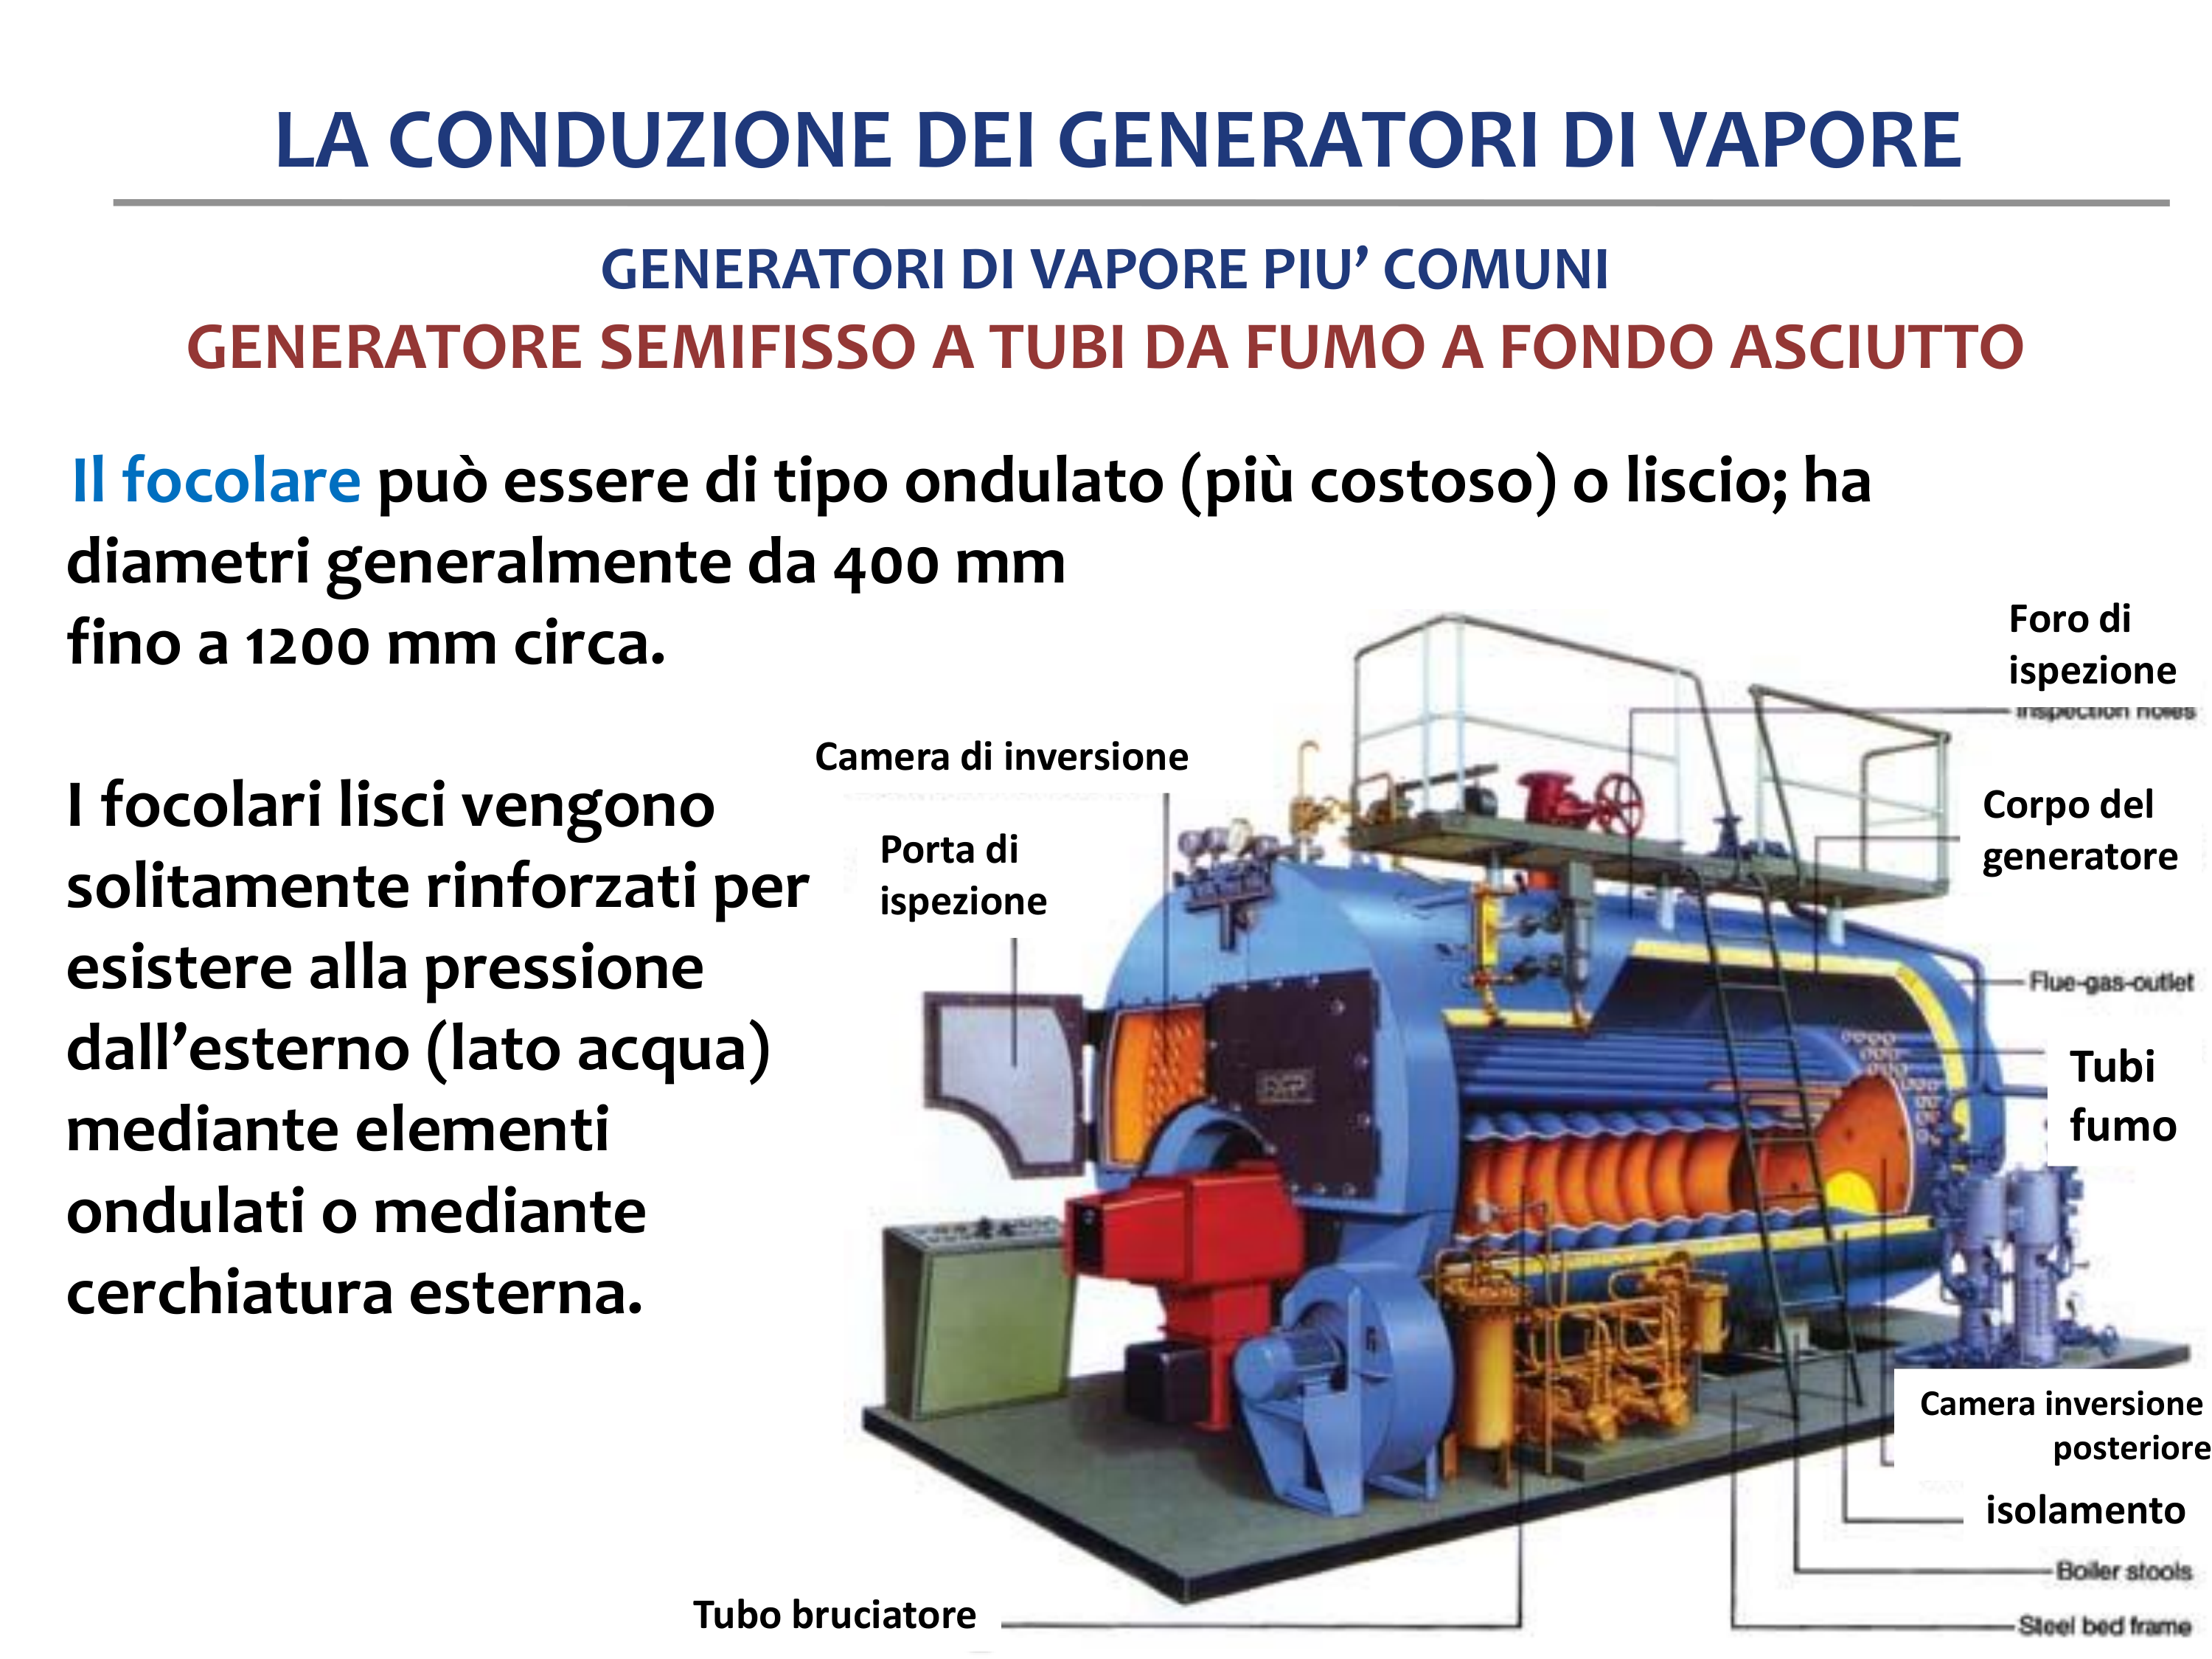 LA CONDUZIONE DEI GENERATORI DI VAPORE
GENERATORI DI VAPORE PIU’ COMUNI
GENERATORE SEMIFISSO A TUBI DA FUMO A FONDO ASCIUTTO
Il focolare può essere di tipo ondulato (più costoso) o liscio; ha
diametri generalmente da 400 mm
fino a 1200 mm circa.
I focolari lisci vengono
solitamente rinforzati per
esistere alla pressione
dall’esterno (lato acqua)
mediante elementi
ondulati o mediante
cerchiatura esterna.
Camera di inversione
Porta di
ispezione
Foro di
ispezione
Inspection holes
Corpo del
generatore
Flue-gas-outlet
Tubi
fumo
Camera inversione
posteriore
isolamento
Boiler stools
Steel bed frame
Tubo bruciatore